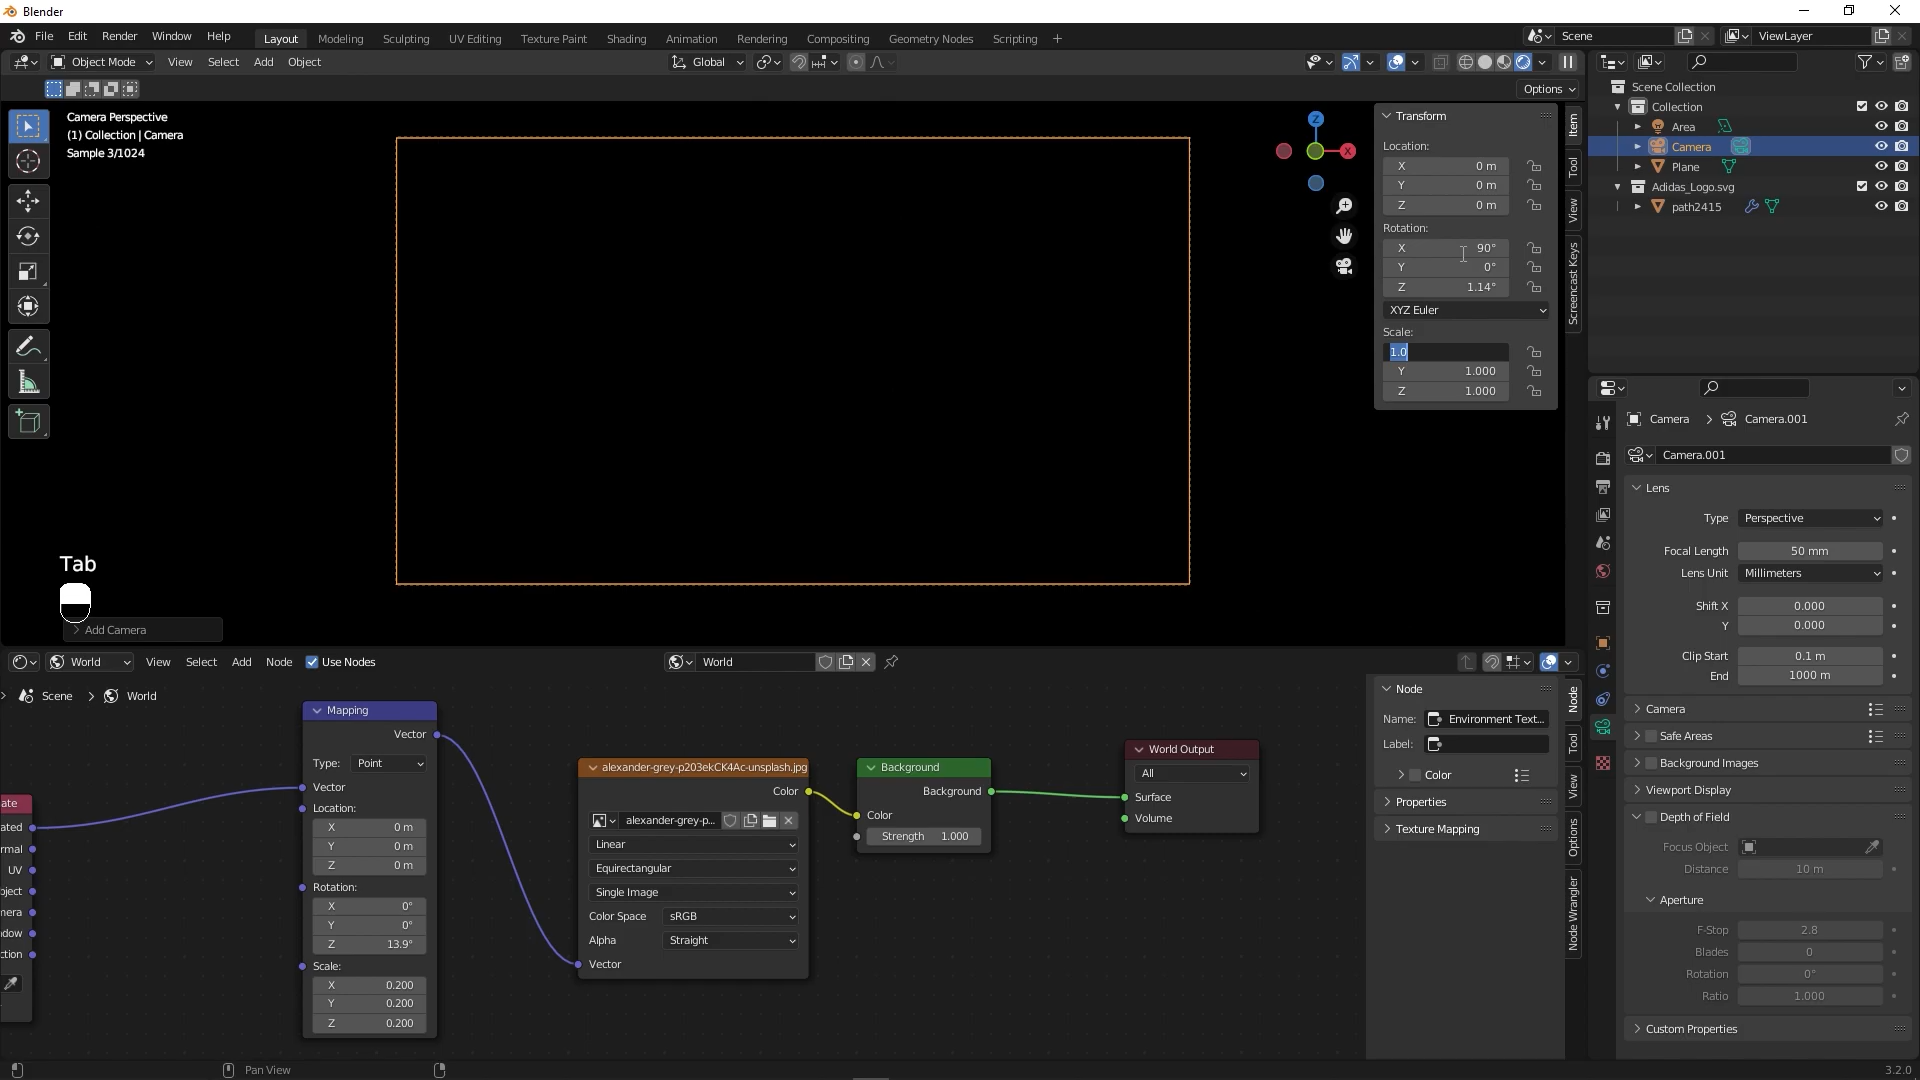 Blender
File Edit Render Window Help Layout Modeling Sculpting UV Editing Texture Paint Shading Animation Rendering Compositing Geometry Nodes Scripting + Scene ViewLayer
Object Mode View Select Add Object Global
Options
Camera Perspective
(1) Collection | Camera
Sample 3/1024
Z
X
Tab
Add Camera
Transform
Location:
X 0 m
Y 0 m
Z 0 m
Rotation:
X 90°
Y 0°
Z 1.14°
XYZ Euler
Scale:
1.0
Y 1.000
Z 1.000
Item
Tool
View
Screencast Keys
Scene Collection
Collection
Area
Camera
Plane
Adidas_Logo.svg
path2415
Camera > Camera.001
Camera.001
Lens
Type Perspective
Focal Length 50 mm
Lens Unit Millimeters
Shift X 0.000
Y 0.000
Clip Start 0.1 m
End 1000 m
Camera
Safe Areas
Background Images
Viewport Display
Depth of Field
Focus Object
Distance 10 m
Aperture
F-Stop 2.8
Blades 0
Rotation 0°
Ratio 1.000
Custom Properties
World View Select Add Node Use Nodes World
Scene > World
ate
ated
rmal
UV
bject
mera
dow
ction
Mapping
Vector
Type: Point
Vector
Location:
X 0 m
Y 0 m
Z 0 m
Rotation:
X 0°
Y 0°
Z 13.9°
Scale:
X 0.200
Y 0.200
Z 0.200
alexander-grey-p203ekCK4Ac-unsplash.jpg
Color
alexander-grey-p...
Linear
Equirectangular
Single Image
Color Space sRGB
Alpha Straight
Vector
Background
Background
Color
Strength 1.000
World Output
All
Surface
Volume
Node
Name: Environment Text...
Label:
Color
Properties
Texture Mapping
Node
Tool
View
Options
Node Wrangler
Pan View
3.2.0